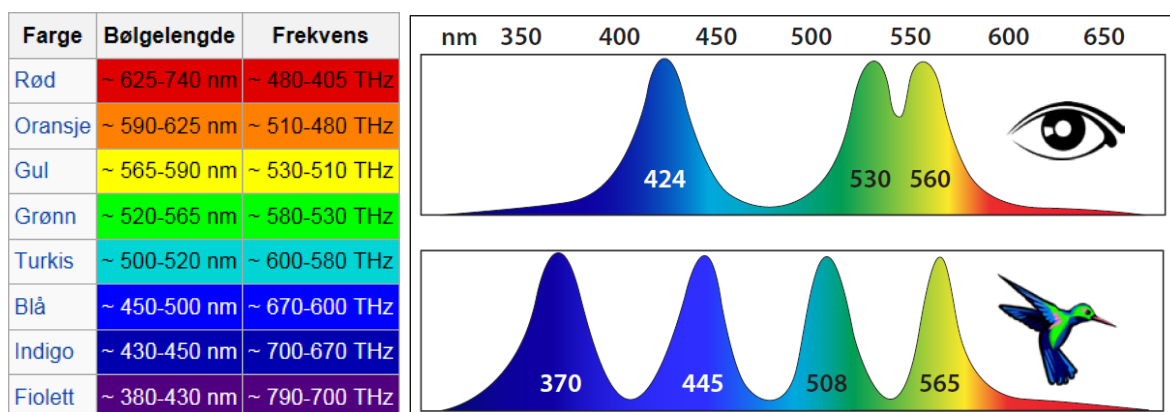 Farge Bølgelengde Frekvens
Rød ~ 625-740 nm ~ 480-405 THz
Oransje ~ 590-625 nm ~ 510-480 THz
Gul ~ 565-590 nm ~ 530-510 THz
Grønn ~ 520-565 nm ~ 580-530 THz
Turkis ~ 500-520 nm ~ 600-580 THz
Blå ~ 450-500 nm ~ 670-600 THz
Indigo ~ 430-450 nm ~ 700-670 THz
Fiolett ~ 380-430 nm ~ 790-700 THz
nm 350 400 450 500 550 600 650
424 530 560
370 445 508 565